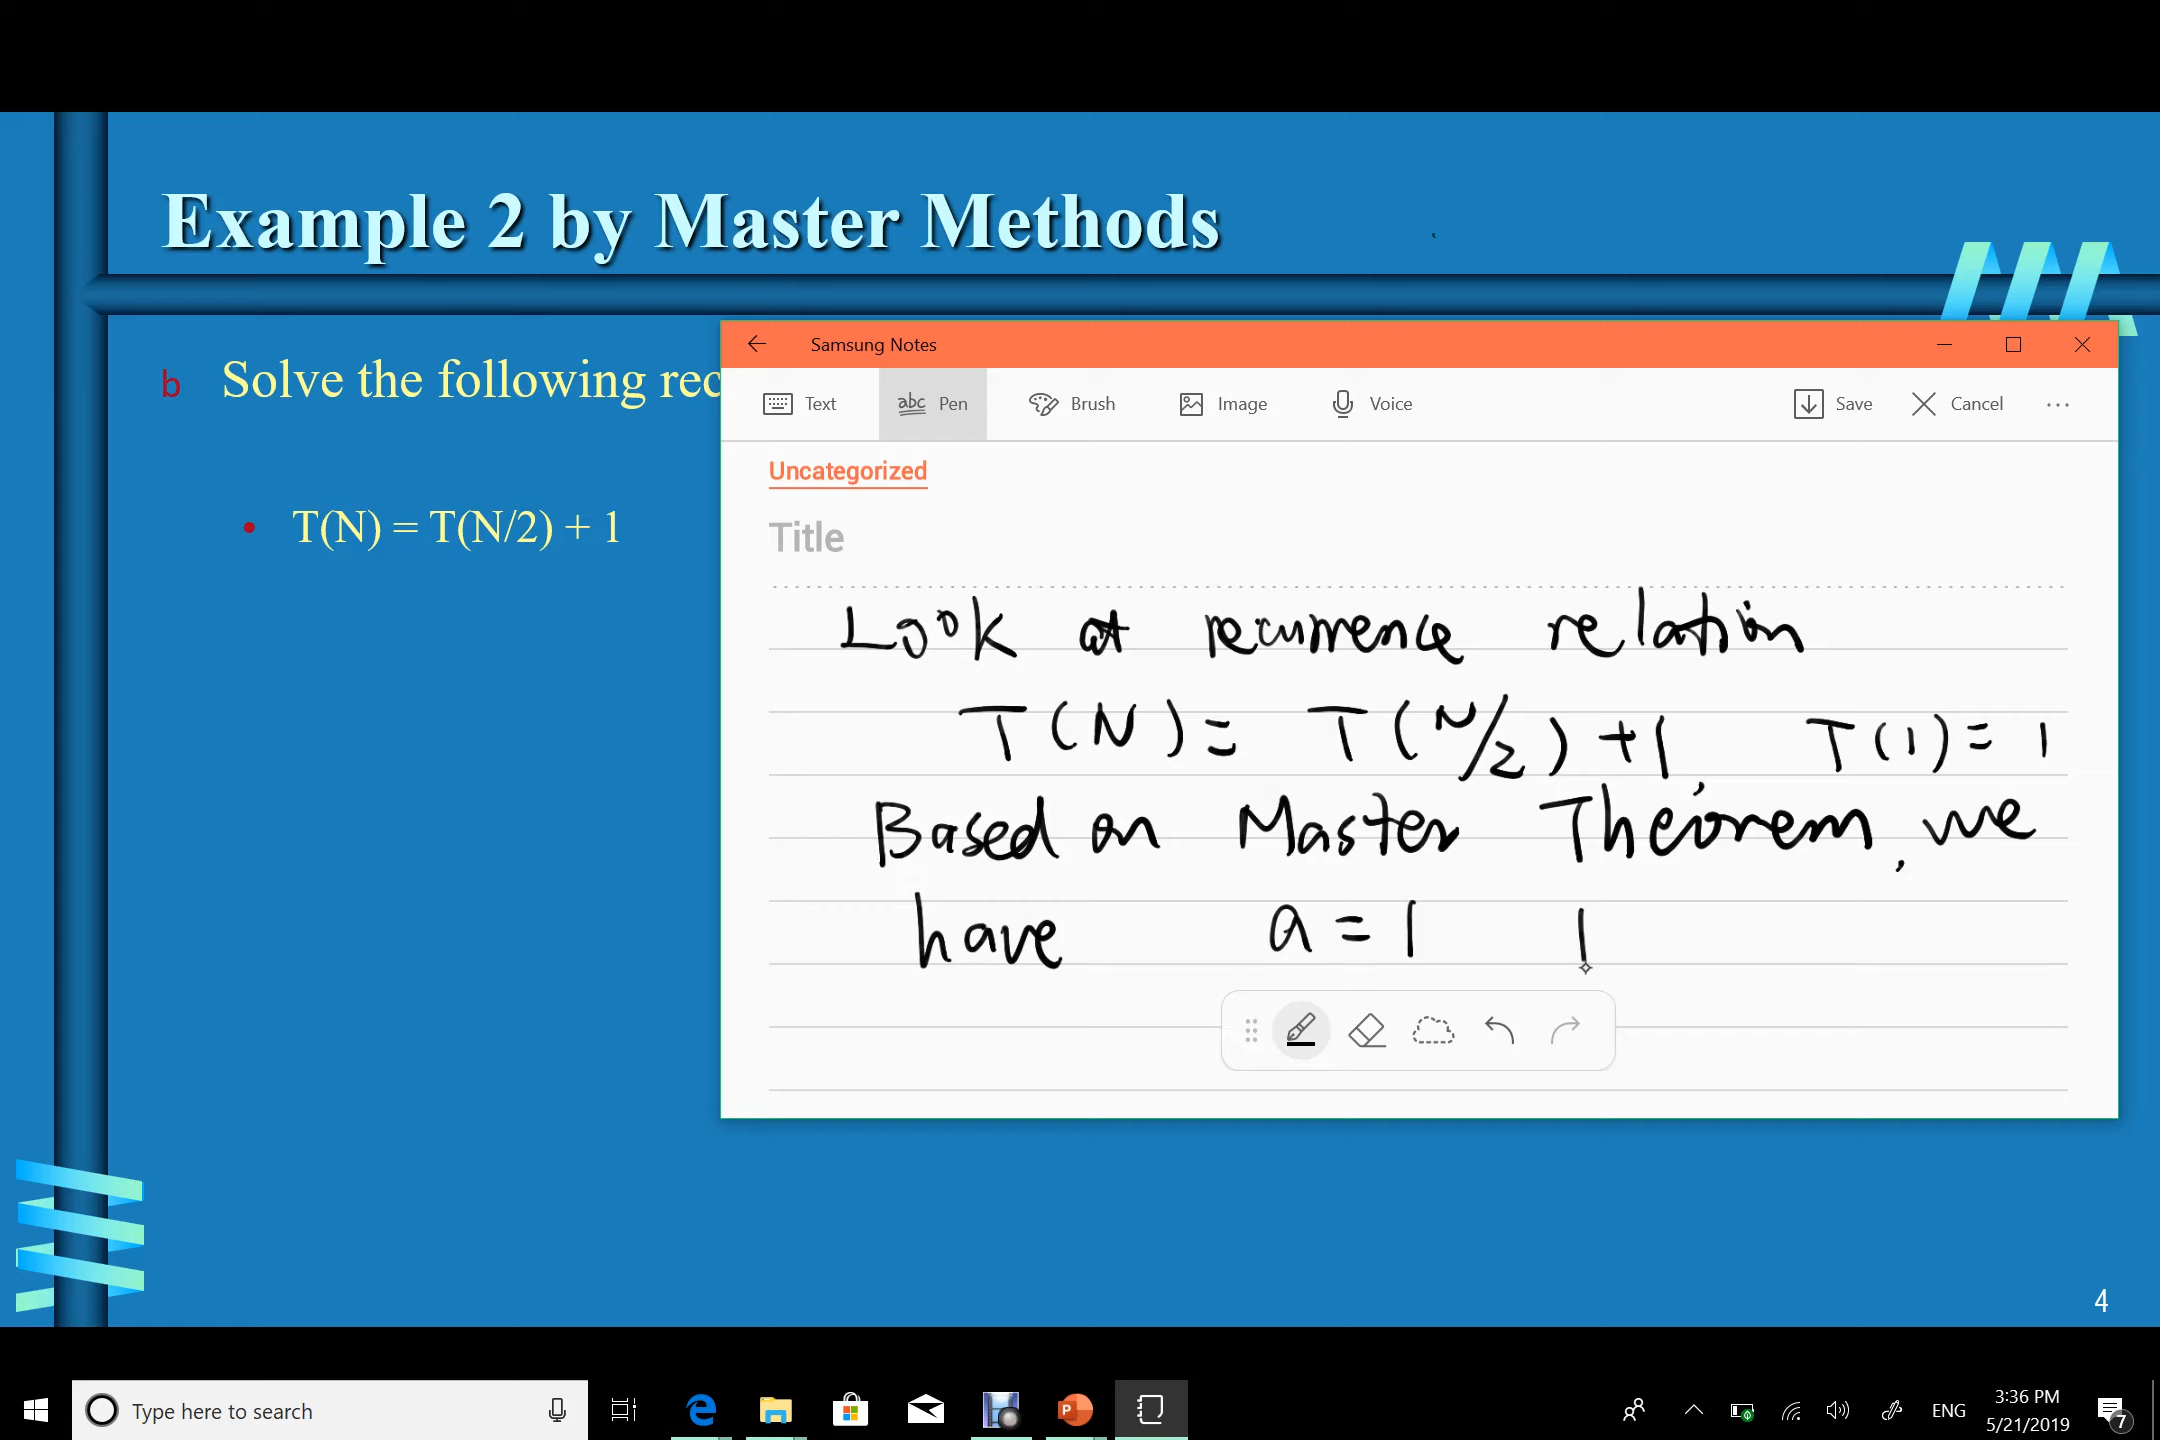 Example 2 by Master Methods
b Solve the following rec
• T(N) = T(N/2) + 1
Samsung Notes
Text
Pen
Brush
Image
Voice
Save
Cancel
Uncategorized
Title
Look at recurrence relation
T(N) = T(N/2) + 1, T(1) = 1
Based on Master Theorem, we
have a = 1 1
4
Type here to search
ENG
3:36 PM
5/21/2019
7